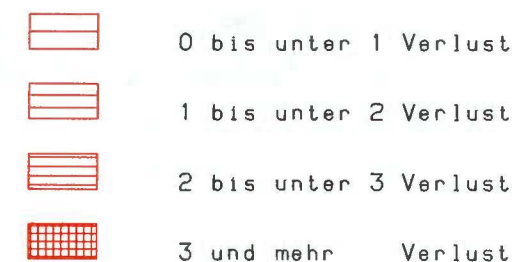 0 bis unter 1 Verlust
1 bis unter 2 Verlust
2 bis unter 3 Verlust
3 und mehr Verlust